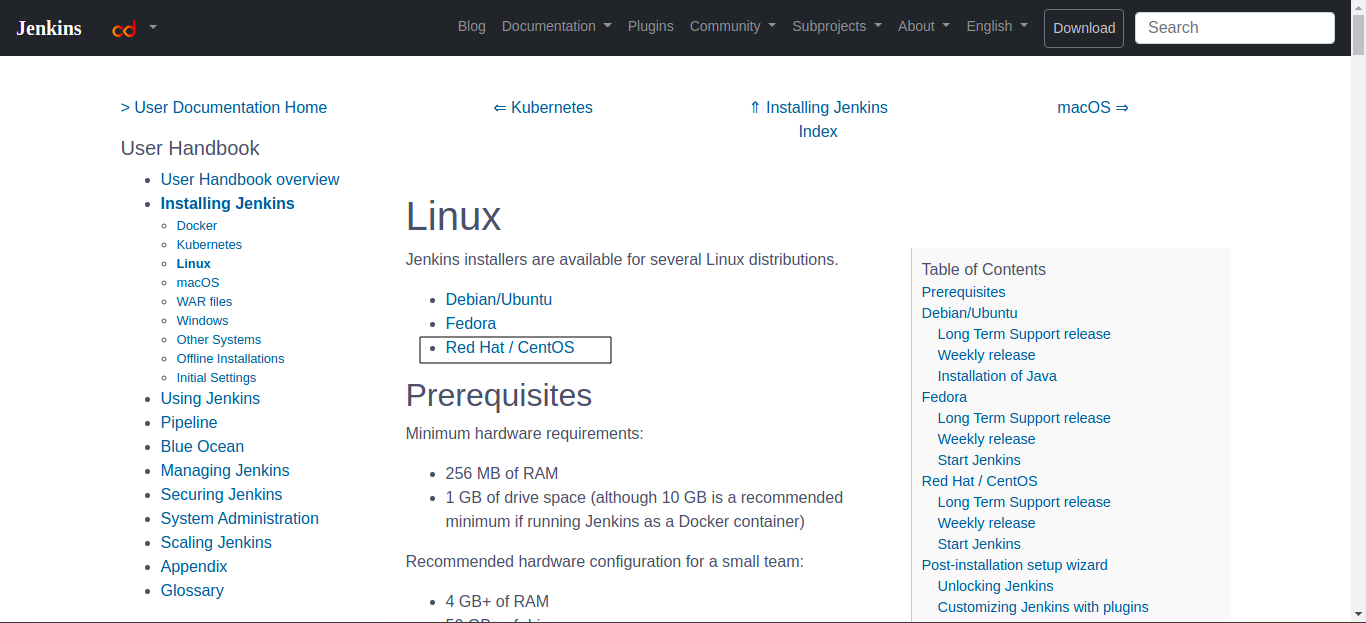 Jenkins
Blog Documentation Plugins Community Subprojects About English Download Search
> User Documentation Home
⇐ Kubernetes
⇑ Installing Jenkins
Index
macOS ⇒
User Handbook
User Handbook overview
Installing Jenkins
Docker
Kubernetes
Linux
macOS
WAR files
Windows
Other Systems
Offline Installations
Initial Settings
Using Jenkins
Pipeline
Blue Ocean
Managing Jenkins
Securing Jenkins
System Administration
Scaling Jenkins
Appendix
Glossary
Linux
Jenkins installers are available for several Linux distributions.
Debian/Ubuntu
Fedora
Red Hat / CentOS
Prerequisites
Minimum hardware requirements:
256 MB of RAM
1 GB of drive space (although 10 GB is a recommended
minimum if running Jenkins as a Docker container)
Recommended hardware configuration for a small team:
4 GB+ of RAM
Table of Contents
Prerequisites
Debian/Ubuntu
Long Term Support release
Weekly release
Installation of Java
Fedora
Long Term Support release
Weekly release
Start Jenkins
Red Hat / CentOS
Long Term Support release
Weekly release
Start Jenkins
Post-installation setup wizard
Unlocking Jenkins
Customizing Jenkins with plugins